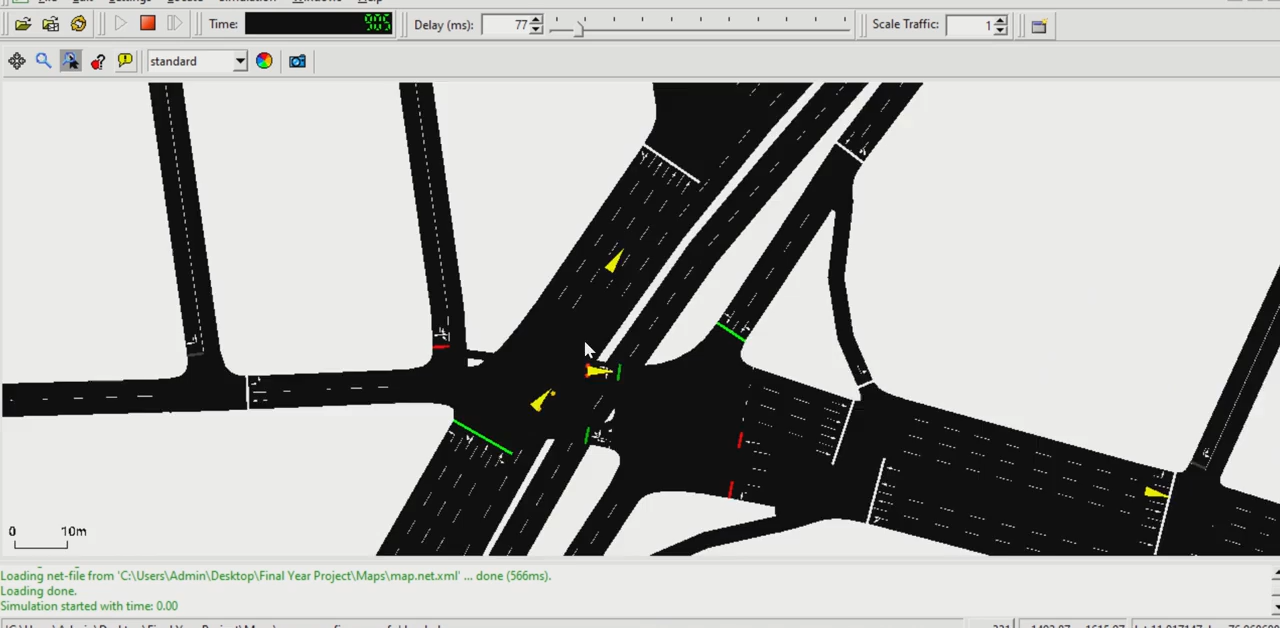 Time: 905 Delay (ms): 77 Scale Traffic: 1
standard
0 10m
Loading net-file from 'C:\Users\Admin\Desktop\Final Year Project\Maps\map.net.xml' ... done (566ms).
Loading done.
Simulation started with time: 0.00